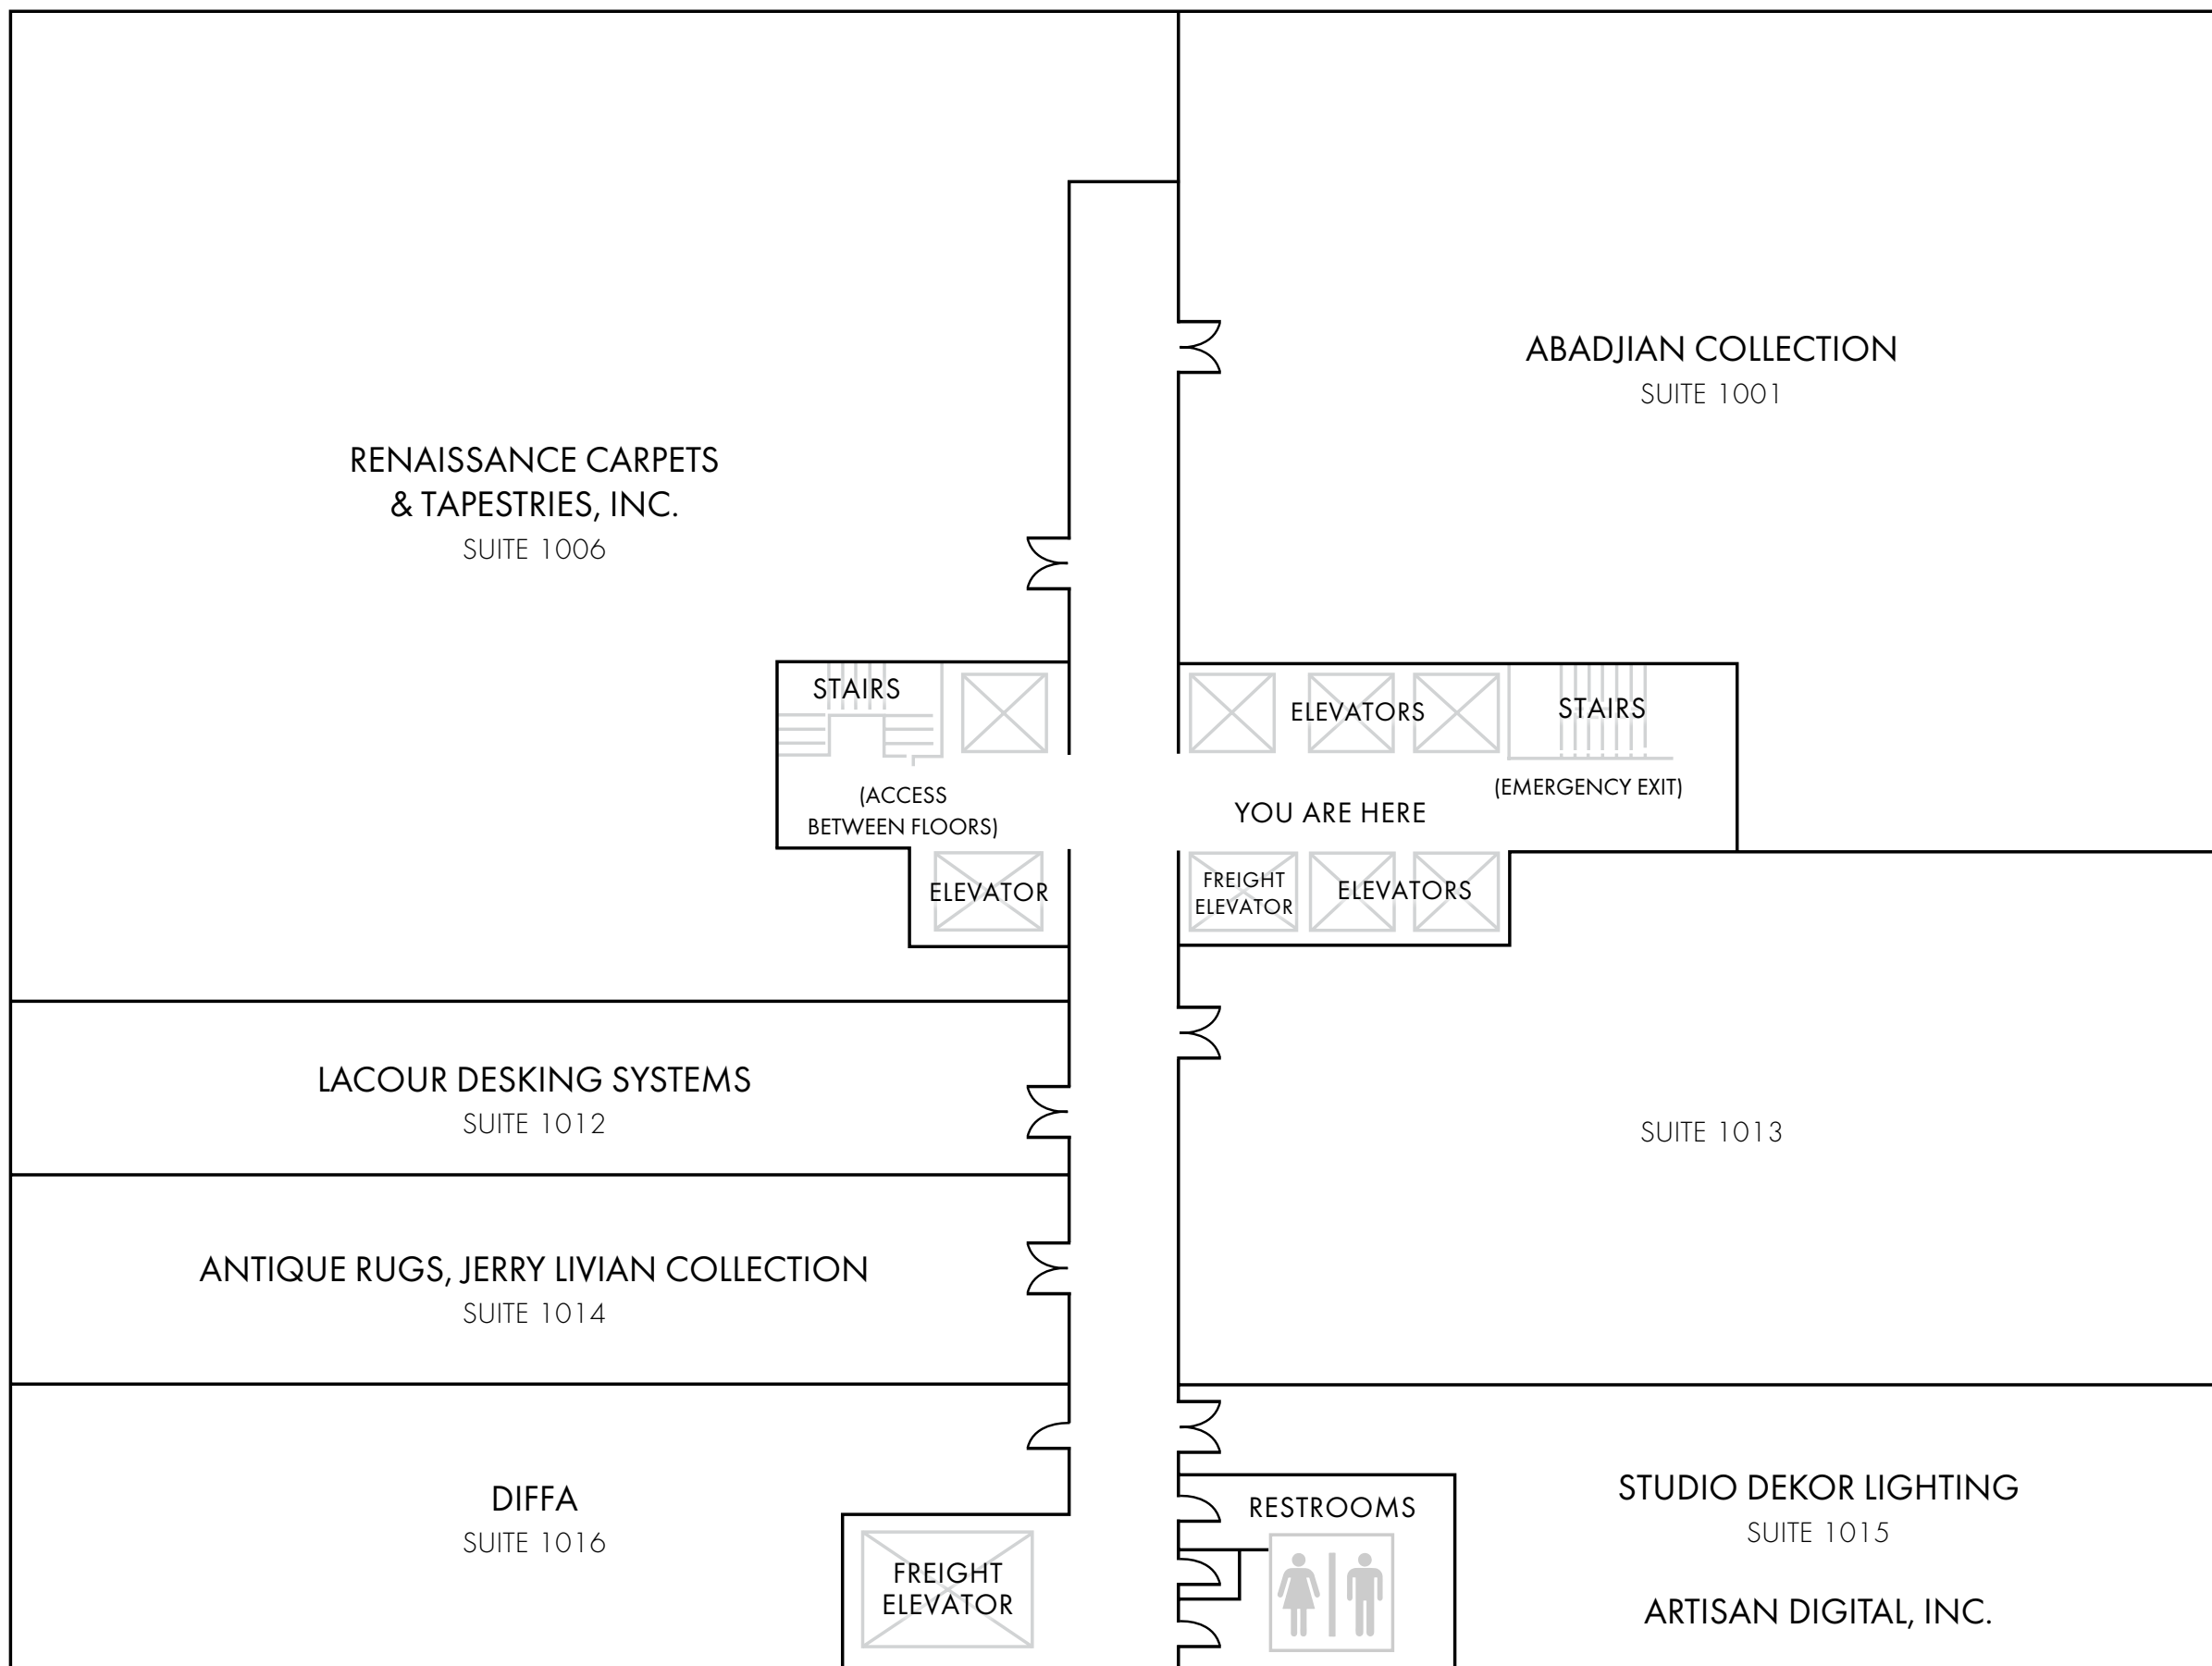 ABADJIAN COLLECTION
SUITE 1001
RENAISSANCE CARPETS
& TAPESTRIES, INC.
SUITE 1006
STAIRS
ELEVATORS
STAIRS
(ACCESS
BETWEEN FLOORS)
YOU ARE HERE
(EMERGENCY EXIT)
ELEVATOR
FREIGHT
ELEVATOR
ELEVATORS
LACOUR DESKING SYSTEMS
SUITE 1012
SUITE 1013
ANTIQUE RUGS, JERRY LIVIAN COLLECTION
SUITE 1014
DIFFA
SUITE 1016
FREIGHT
ELEVATOR
RESTROOMS
STUDIO DEKOR LIGHTING
SUITE 1015
ARTISAN DIGITAL, INC.